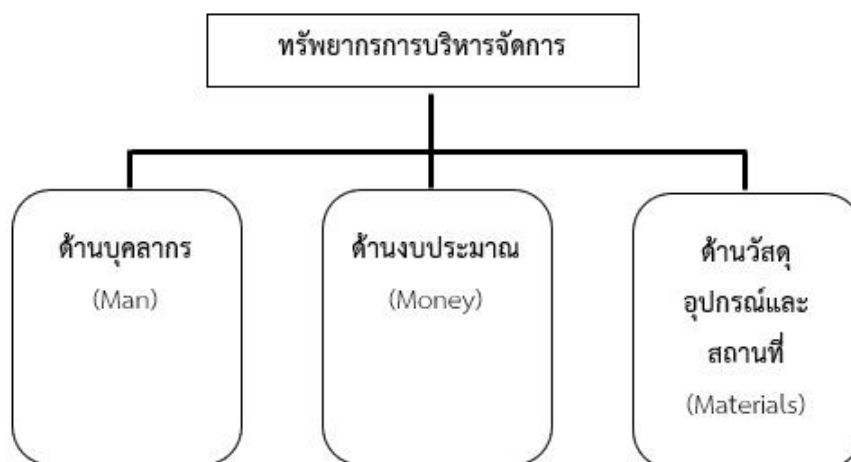 ทรัพยากรการบริหารจัดการ
ด้านบุคลากร
(Man)
ด้านงบประมาณ
(Money)
ด้านวัสดุ
อุปกรณ์และ
สถานที่
(Materials)